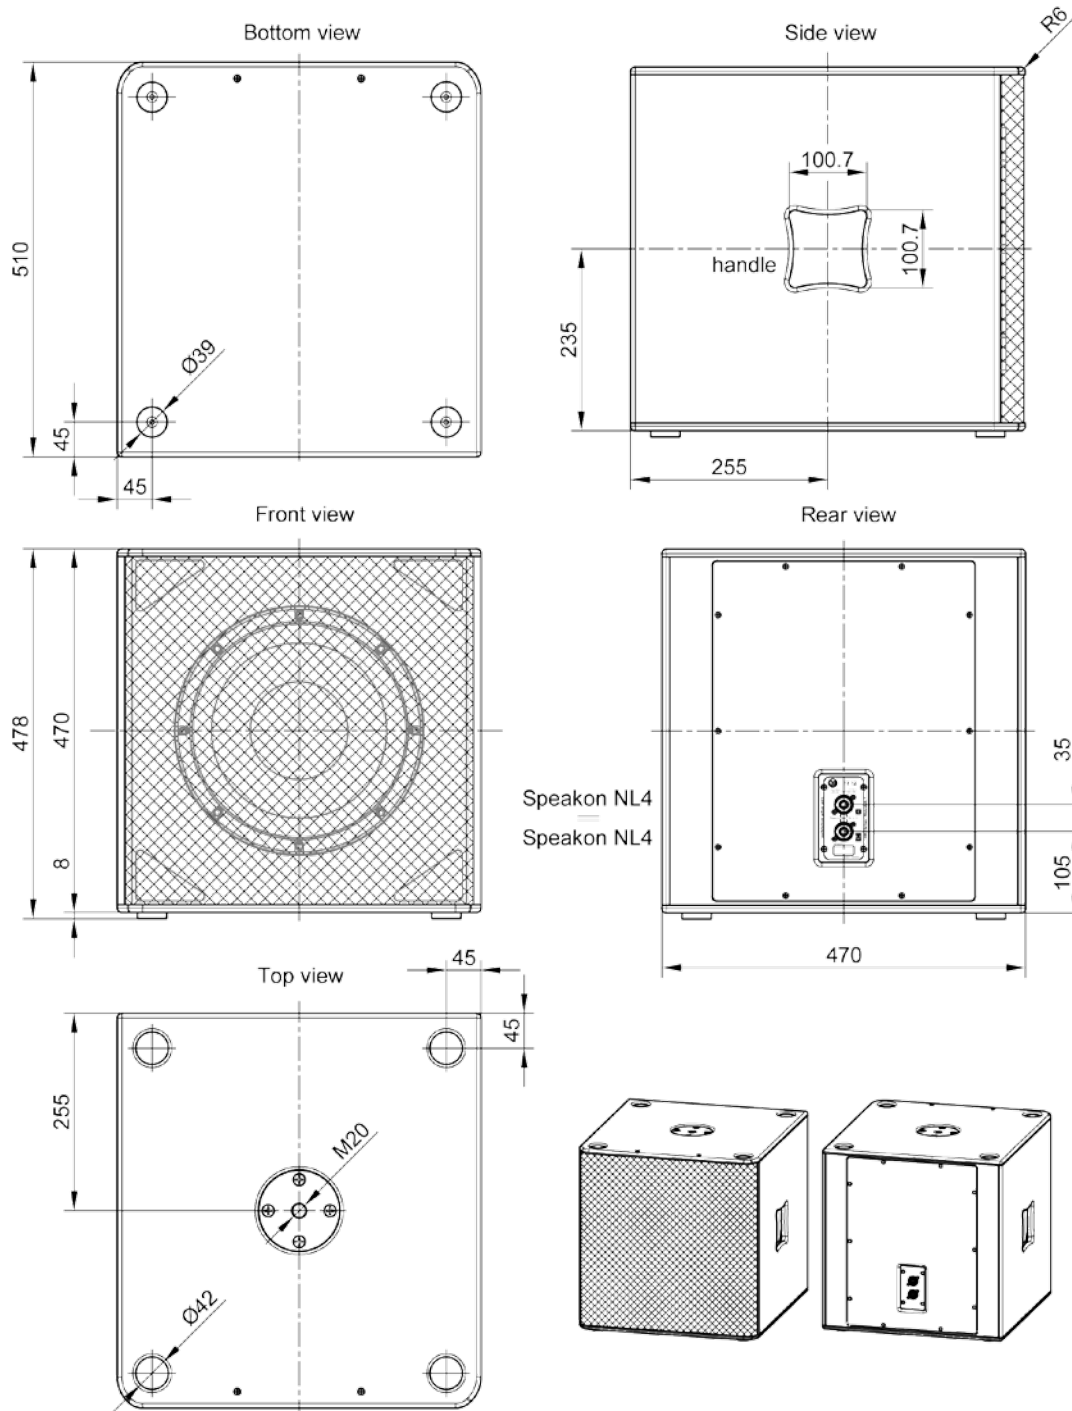 Bottom view
510
Ø39
45
45
Side view
R6
100.7
100.7
handle
235
255
Front view
478
470
8
Rear view
Speakon NL4
Speakon NL4
35
105
470
Top view
45
45
255
M20
Ø42